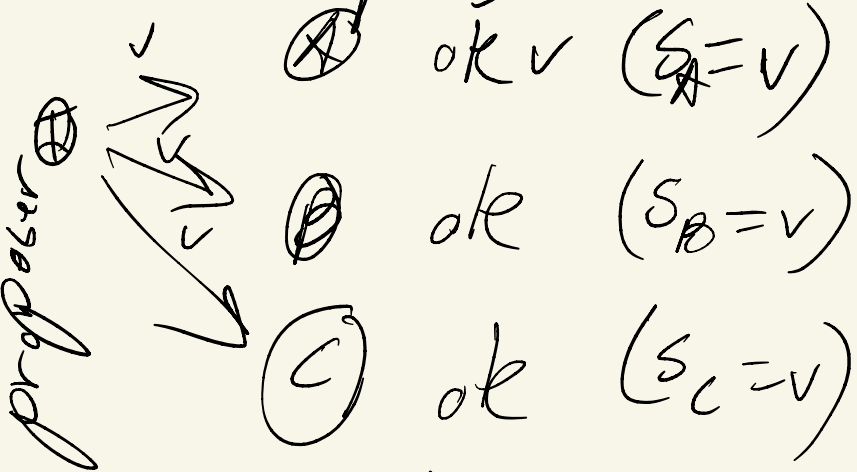 v
A ok v (S_A = v)
v
B ok (S_B = v)
v
C ok (S_C = v)
proposer